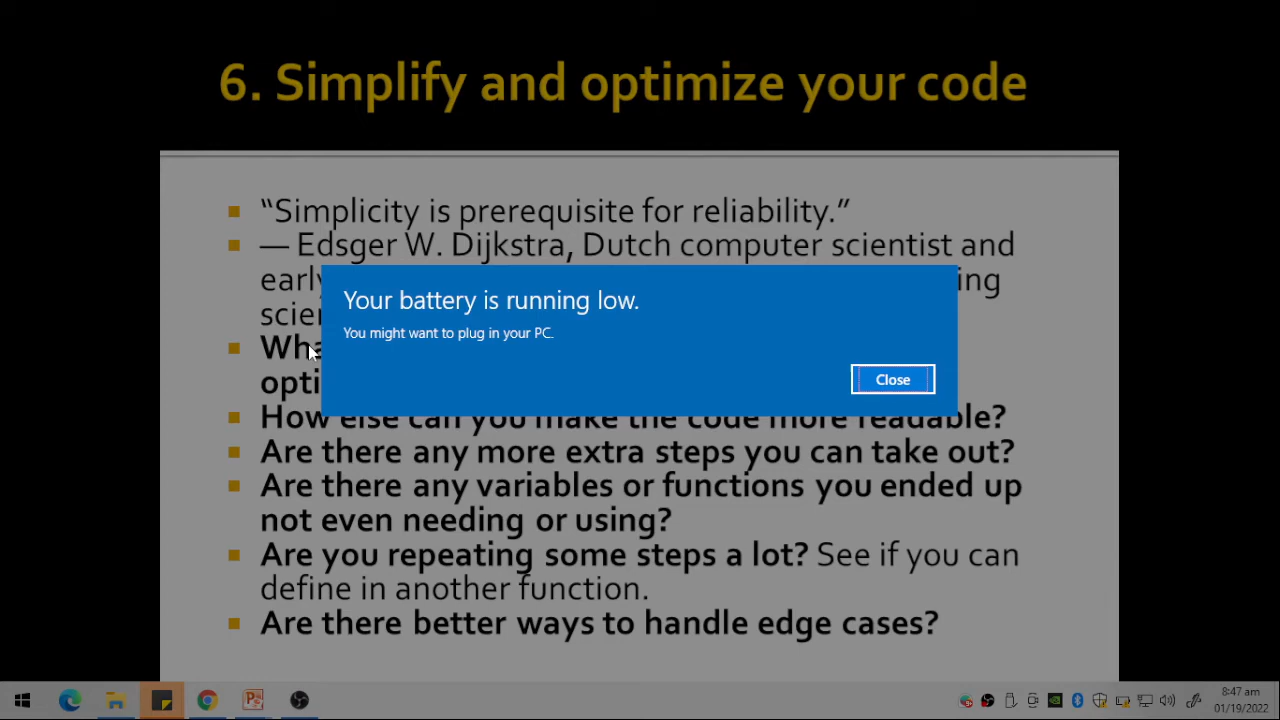 6. Simplify and optimize your code
“Simplicity is prerequisite for reliability.”
— Edsger W. Dijkstra, Dutch computer scientist and
early
ing
Your battery is running low.
You might want to plug in your PC.
Close
opti
How else can you make the code more readable?
Are there any more extra steps you can take out?
Are there any variables or functions you ended up
not even needing or using?
Are you repeating some steps a lot? See if you can
define in another function.
Are there better ways to handle edge cases?
8:47 am
01/19/2022